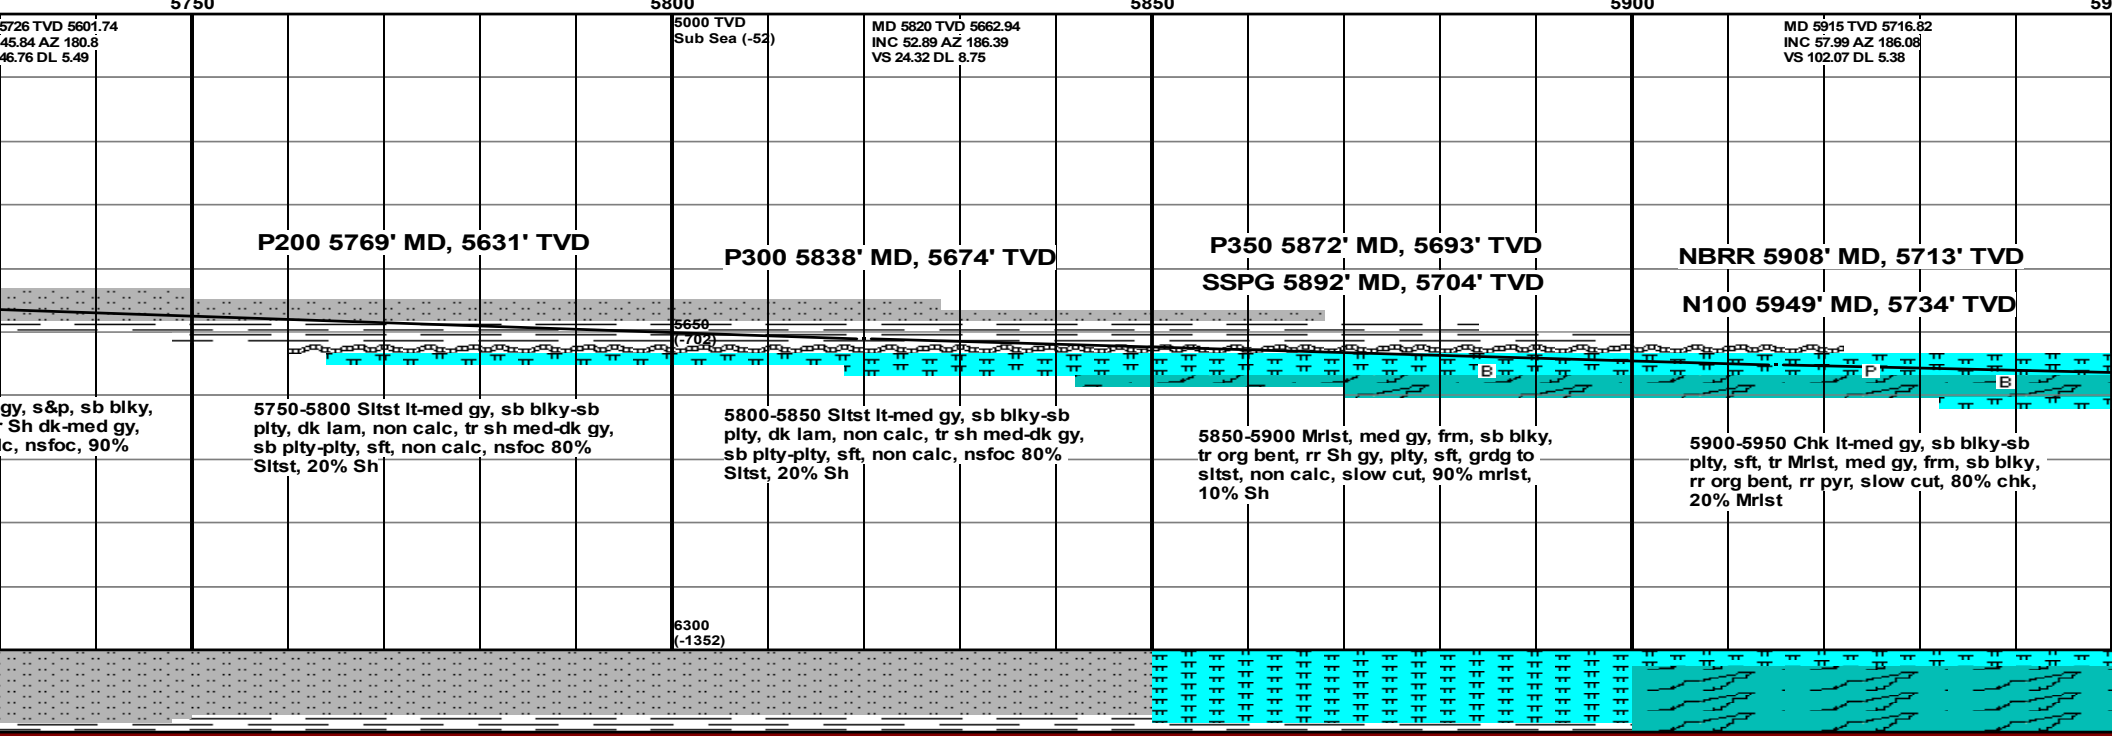 5750 5800 5850 5900 59
5726 TVD 5601.74
45.84 AZ 180.8
46.76 DL 5.49
5000 TVD
Sub Sea (-52)
MD 5820 TVD 5662.94
INC 52.89 AZ 186.39
VS 24.32 DL 8.75
MD 5915 TVD 5716.82
INC 57.99 AZ 186.08
VS 102.07 DL 5.38
P200 5769' MD, 5631' TVD
P300 5838' MD, 5674' TVD
P350 5872' MD, 5693' TVD
SSPG 5892' MD, 5704' TVD
NBRR 5908' MD, 5713' TVD
N100 5949' MD, 5734' TVD
5650
(-702)
B
P
B
gy, s&p, sb blky,
r Sh dk-med gy,
lc, nsfoc, 90%
5750-5800 Sltst lt-med gy, sb blky-sb
plty, dk lam, non calc, tr sh med-dk gy,
sb plty-plty, sft, non calc, nsfoc 80%
Sltst, 20% Sh
5800-5850 Sltst lt-med gy, sb blky-sb
plty, dk lam, non calc, tr sh med-dk gy,
sb plty-plty, sft, non calc, nsfoc 80%
Sltst, 20% Sh
5850-5900 Mrlst, med gy, frm, sb blky,
tr org bent, rr Sh gy, plty, sft, grdg to
sltst, non calc, slow cut, 90% mrlst,
10% Sh
5900-5950 Chk lt-med gy, sb blky-sb
plty, sft, tr Mrlst, med gy, frm, sb blky,
rr org bent, rr pyr, slow cut, 80% chk,
20% Mrlst
6300
(-1352)